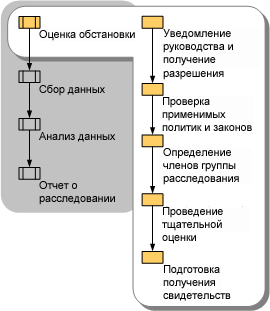 Оценка обстановки
Сбор данных
Анализ данных
Отчет о
расследовании
Уведомление
руководства и
получение
разрешения
Проверка
применимых
политик и законов
Определение
членов группы
расследования
Проведение
тщательной
оценки
Подготовка
получения
свидетельств